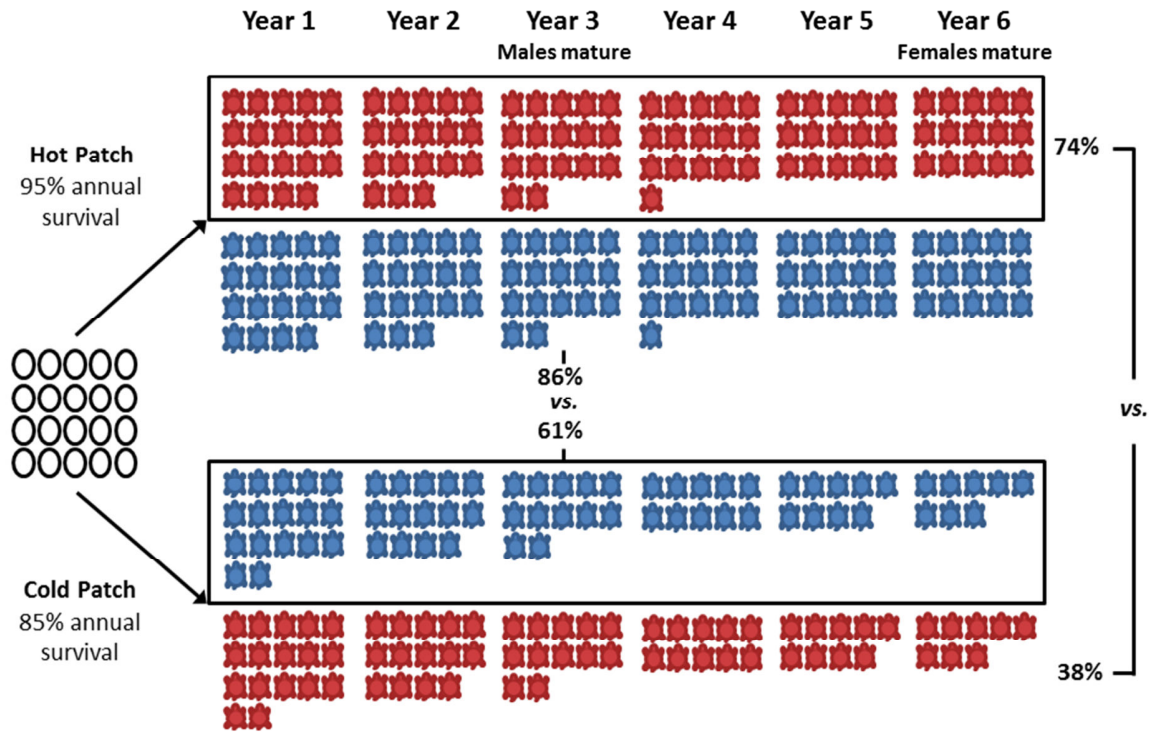 Year 1 Year 2 Year 3 Year 4 Year 5 Year 6
Males mature Females mature
Hot Patch
95% annual
survival
74%
86%
vs.
61%
vs.
Cold Patch
85% annual
survival
38%